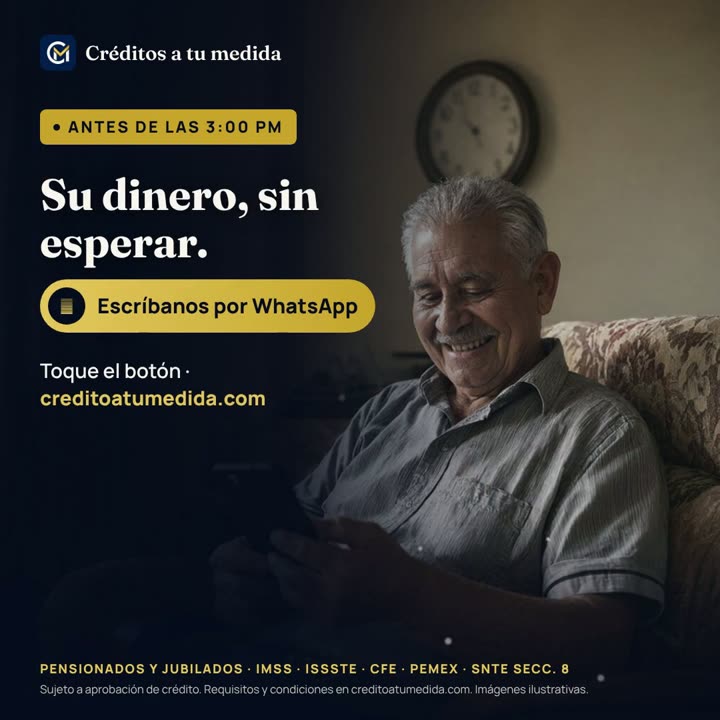 Créditos a tu medida
• ANTES DE LAS 3:00 PM
Su dinero, sin
esperar.
Escríbanos por WhatsApp
Toque el botón ·
creditoatumedida.com
PENSIONADOS Y JUBILADOS · IMSS · ISSSTE · CFE · PEMEX · SNTE SECC. 8
Sujeto a aprobación de crédito. Requisitos y condiciones en creditoatumedida.com. Imágenes ilustrativas.